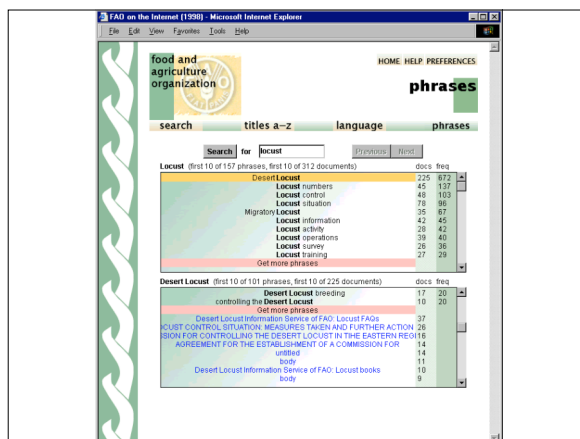 FAO on the Internet [1998] - Microsoft Internet Explorer
File Edit View Favorites Tools Help
food and
agriculture
organization
HOME HELP PREFERENCES
phrases
search titles a–z language phrases
Search for locust Previous Next
Locust (first 10 of 157 phrases, first 10 of 312 documents) docs freq
Desert Locust 225 672
Locust numbers 45 137
Locust control 48 103
Locust situation 78 96
Migratory Locust 35 67
Locust information 42 45
Locust activity 28 42
Locust operations 39 40
Locust survey 26 36
Locust training 27 29
Get more phrases
Desert Locust (first 10 of 101 phrases, first 10 of 225 documents) docs freq
Desert Locust breeding 17 20
controlling the Desert Locust 10 20
Get more phrases
Desert Locust Information Service of FAO: Locust FAQs 37
OCUST CONTROL SITUATION: MEASURES TAKEN AND FURTHER ACTION 26
SION FOR CONTROLLING THE DESERT LOCUST IN THE EASTERN REGI 16
AGREEMENT FOR THE ESTABLISHMENT OF A COMMISSION FOR 14
untitled 14
body 11
Desert Locust Information Service of FAO: Locust books 10
body 9